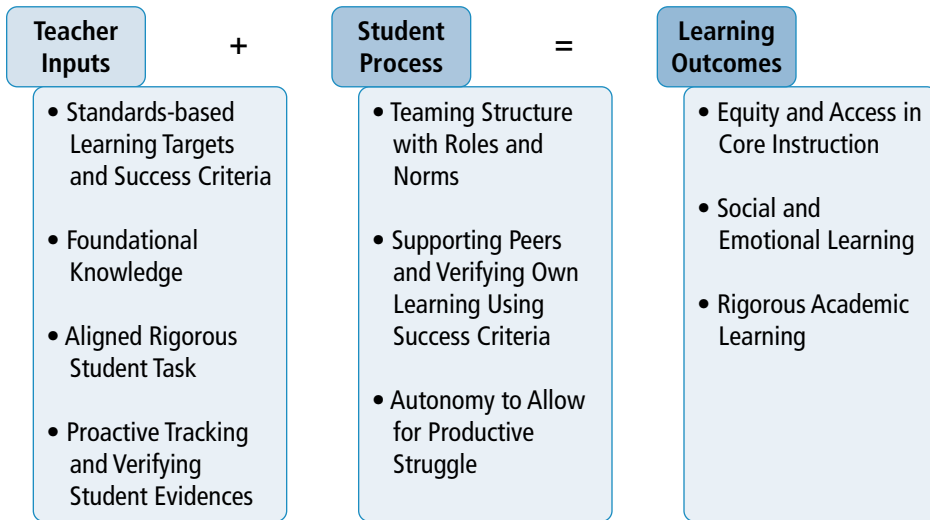 Teacher
Inputs
+
Student
Process
=
Learning
Outcomes
• Standards-based
Learning Targets
and Success Criteria
• Foundational
Knowledge
• Aligned Rigorous
Student Task
• Proactive Tracking
and Verifying
Student Evidences
• Teaming Structure
with Roles and
Norms
• Supporting Peers
and Verifying Own
Learning Using
Success Criteria
• Autonomy to Allow
for Productive
Struggle
• Equity and Access in
Core Instruction
• Social and
Emotional Learning
• Rigorous Academic
Learning